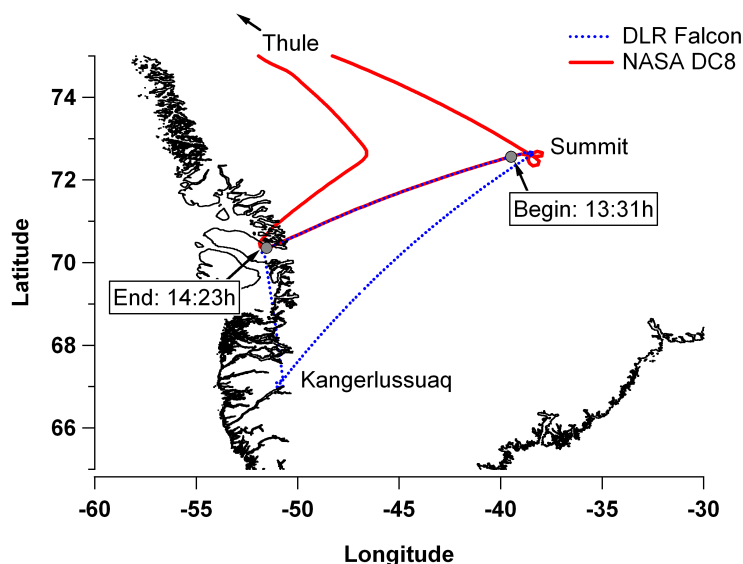 Thule
DLR Falcon
NASA DC8
Summit
Begin: 13:31h
End: 14:23h
Kangerlussuaq
Latitude
74
72
70
68
66
-60
-55
-50
-45
-40
-35
-30
Longitude